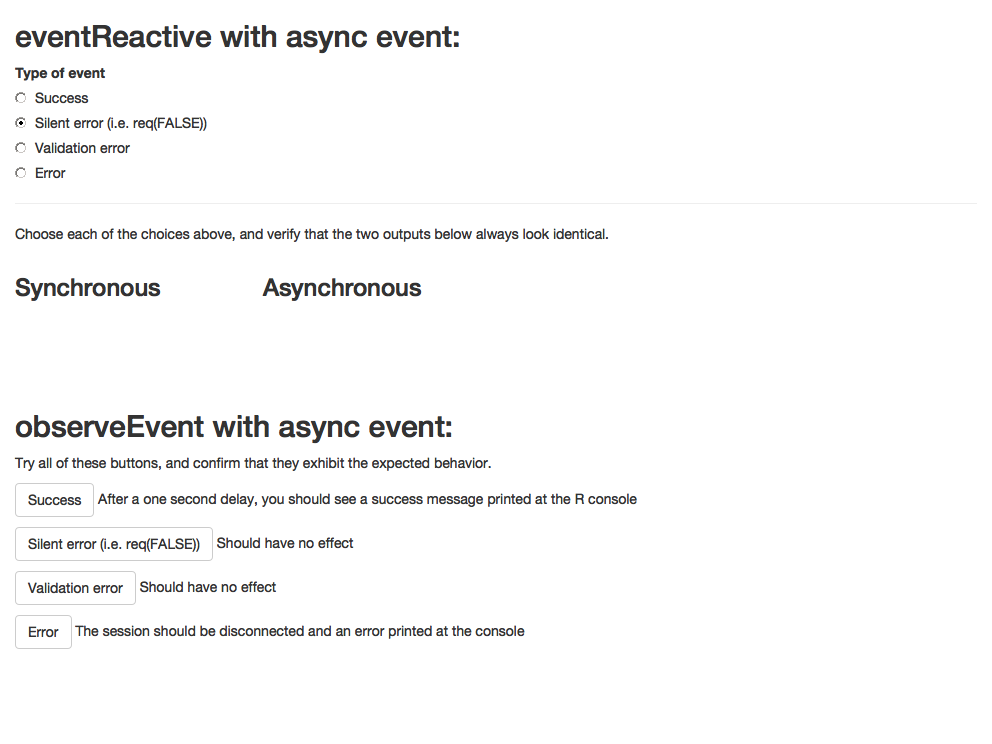 eventReactive with async event:
Type of event
Success
Silent error (i.e. req(FALSE))
Validation error
Error
Choose each of the choices above, and verify that the two outputs below always look identical.
Synchronous Asynchronous
observeEvent with async event:
Try all of these buttons, and confirm that they exhibit the expected behavior.
Success After a one second delay, you should see a success message printed at the R console
Silent error (i.e. req(FALSE)) Should have no effect
Validation error Should have no effect
Error The session should be disconnected and an error printed at the console